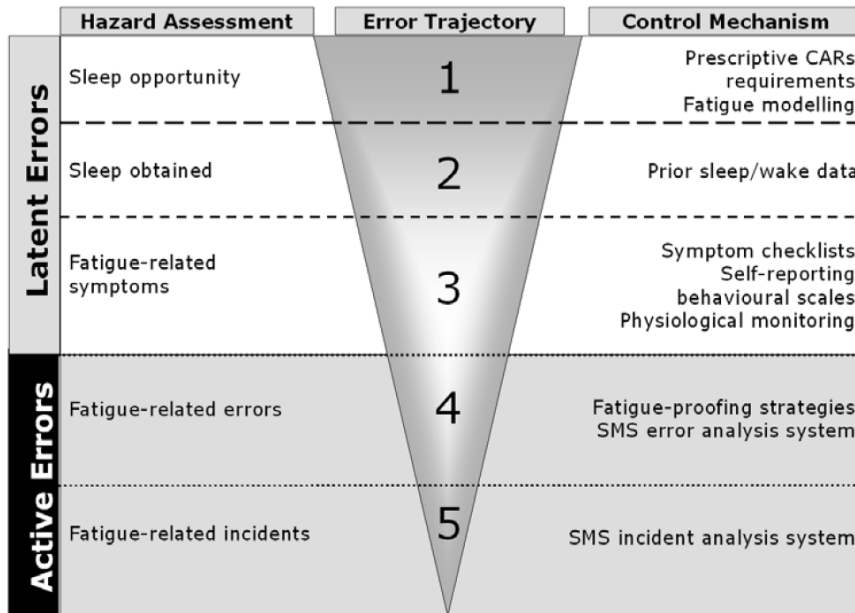 Hazard Assessment
Error Trajectory
Control Mechanism
Latent Errors
Sleep opportunity
1
Prescriptive CARs
requirements
Fatigue modelling
Sleep obtained
2
Prior sleep/wake data
Fatigue-related
symptoms
3
Symptom checklists
Self-reporting
behavioural scales
Physiological monitoring
Active Errors
Fatigue-related errors
4
Fatigue-proofing strategies
SMS error analysis system
Fatigue-related incidents
5
SMS incident analysis system